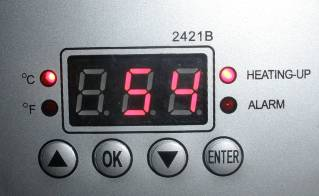 2421B
°C 54 HEATING-UP
°F ALARM
OK ENTER